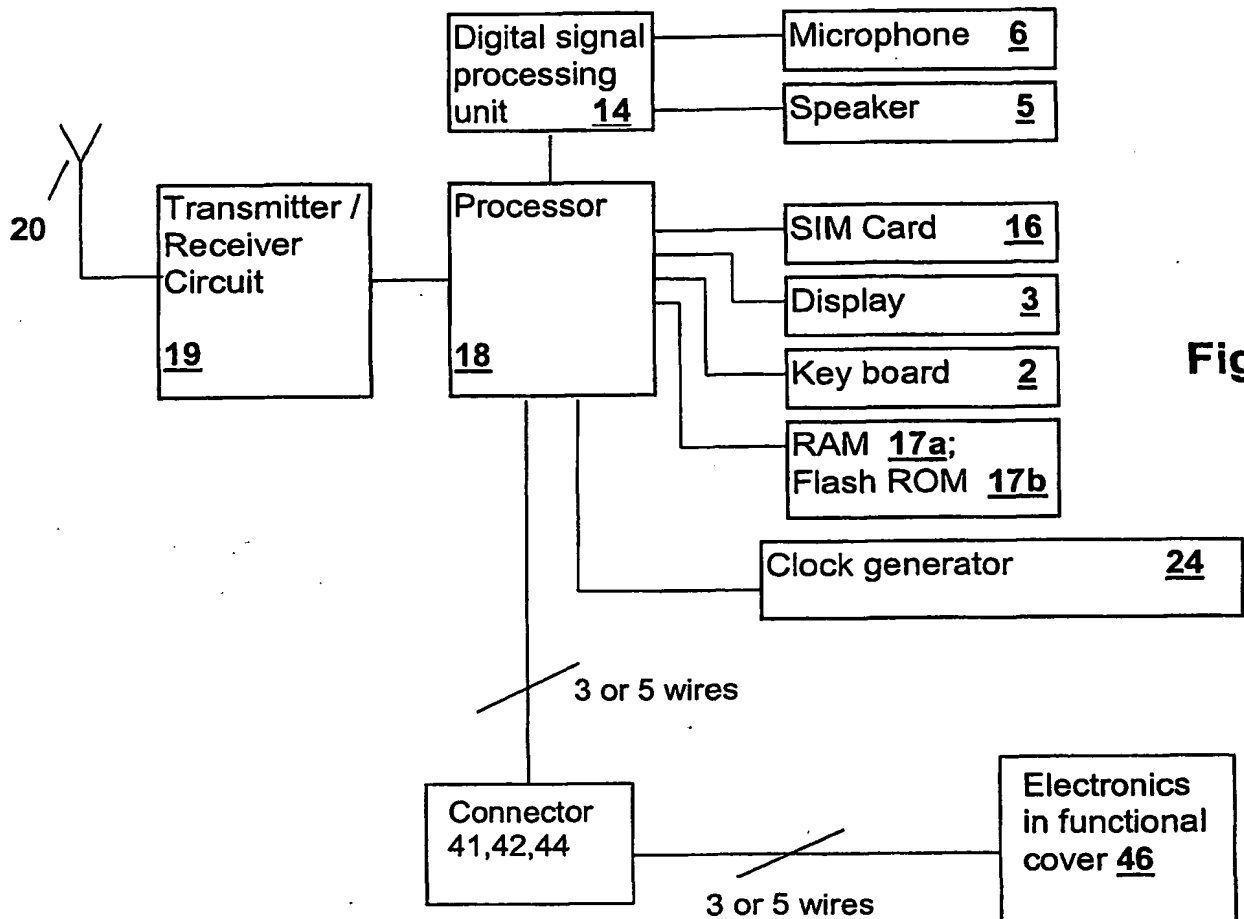 Digital signal
processing
unit 14
Microphone 6
Speaker 5
20
Transmitter /
Receiver
Circuit
19
Processor
18
SIM Card 16
Display 3
Key board 2
RAM 17a;
Flash ROM 17b
Fig
Clock generator 24
3 or 5 wires
Connector
41,42,44
Electronics
in functional
cover 46
3 or 5 wires